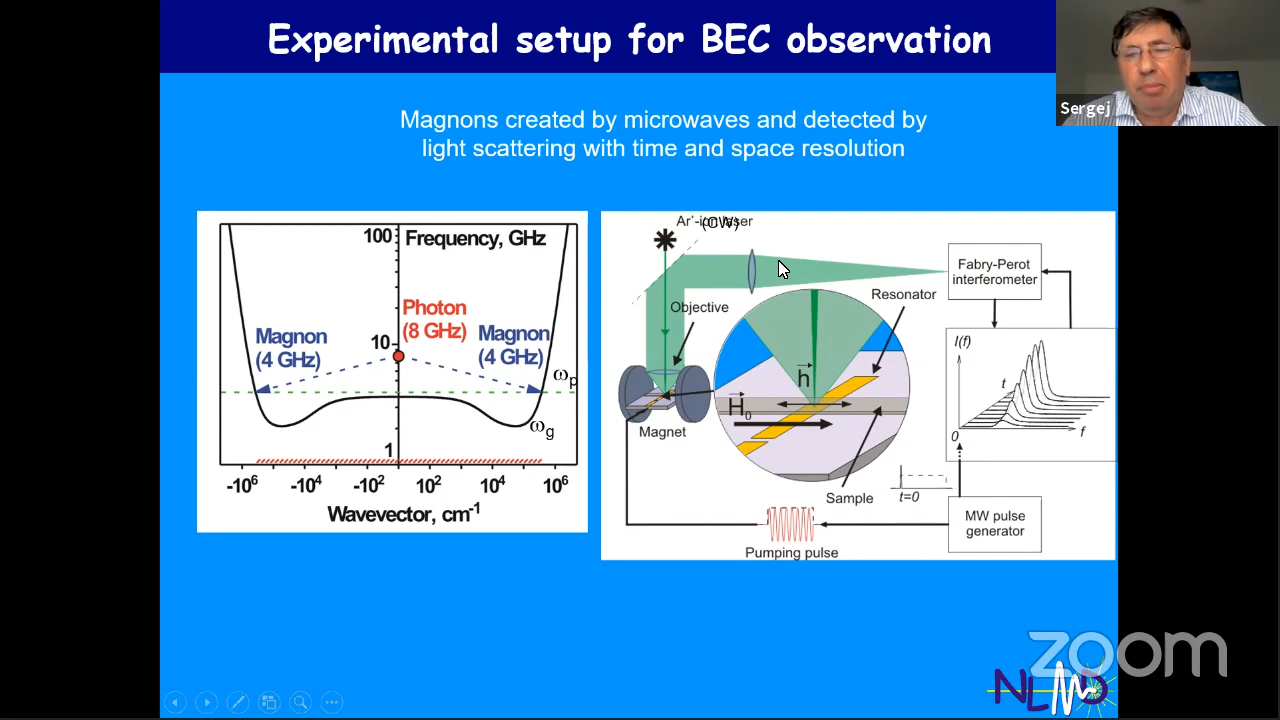 Experimental setup for BEC observation
Sergej
Magnons created by microwaves and detected by
light scattering with time and space resolution
100
Frequency, GHz
Photon
(8 GHz)
Magnon
(4 GHz)
Magnon
(4 GHz)
10
ωp
ωg
1
-10⁶ -10⁴ -10² 10² 10⁴ 10⁶
Wavevector, cm⁻¹
Ar⁺-ion laser
(CW)
Objective
Resonator
Fabry-Perot
interferometer
h
H₀
Magnet
Sample
I(f)
t
0
f
t=0
MW pulse
generator
Pumping pulse
zoom
NLMD